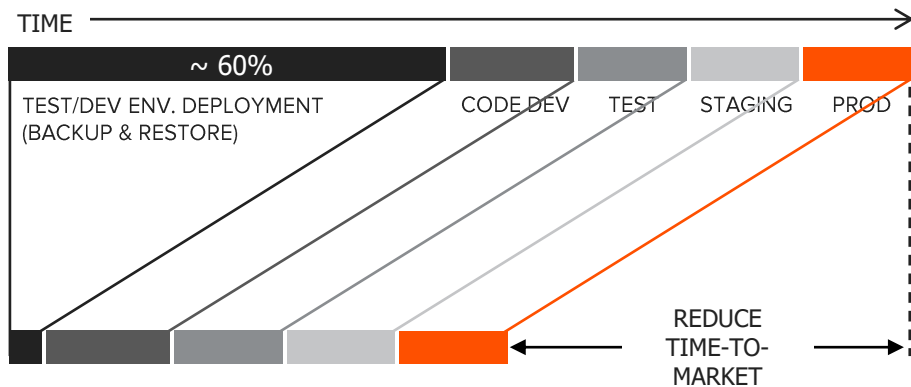 TIME
~ 60%
TEST/DEV ENV. DEPLOYMENT
(BACKUP & RESTORE)
CODE DEV
TEST
STAGING
PROD
REDUCE
TIME-TO-
MARKET